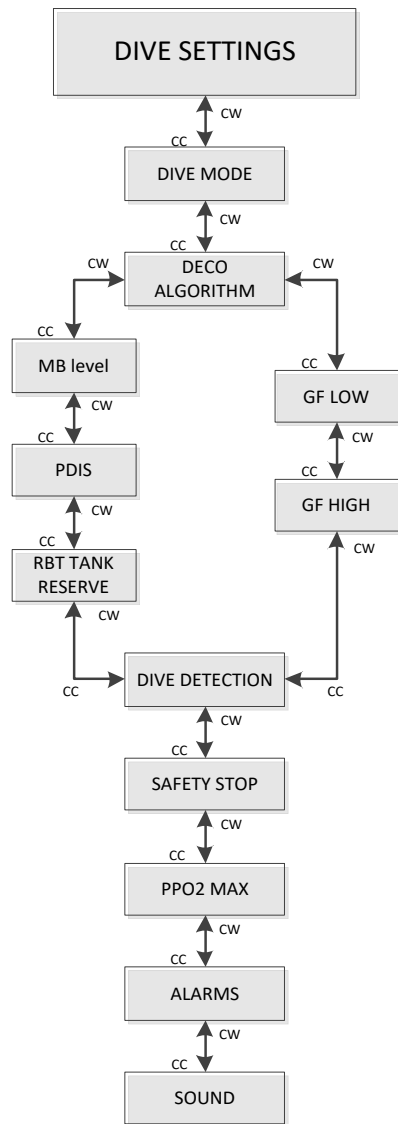 DIVE SETTINGS
CW
CC
DIVE MODE
CW
CC
DECO
ALGORITHM
CW
CW
CC
MB level
CC
GF LOW
CW
CC
PDIS
CW
CC
GF HIGH
CW
CC
RBT TANK
RESERVE
CW
CW
CC
DIVE DETECTION
CC
CW
CC
SAFETY STOP
CW
CC
PPO2 MAX
CW
CC
ALARMS
CW
CC
SOUND